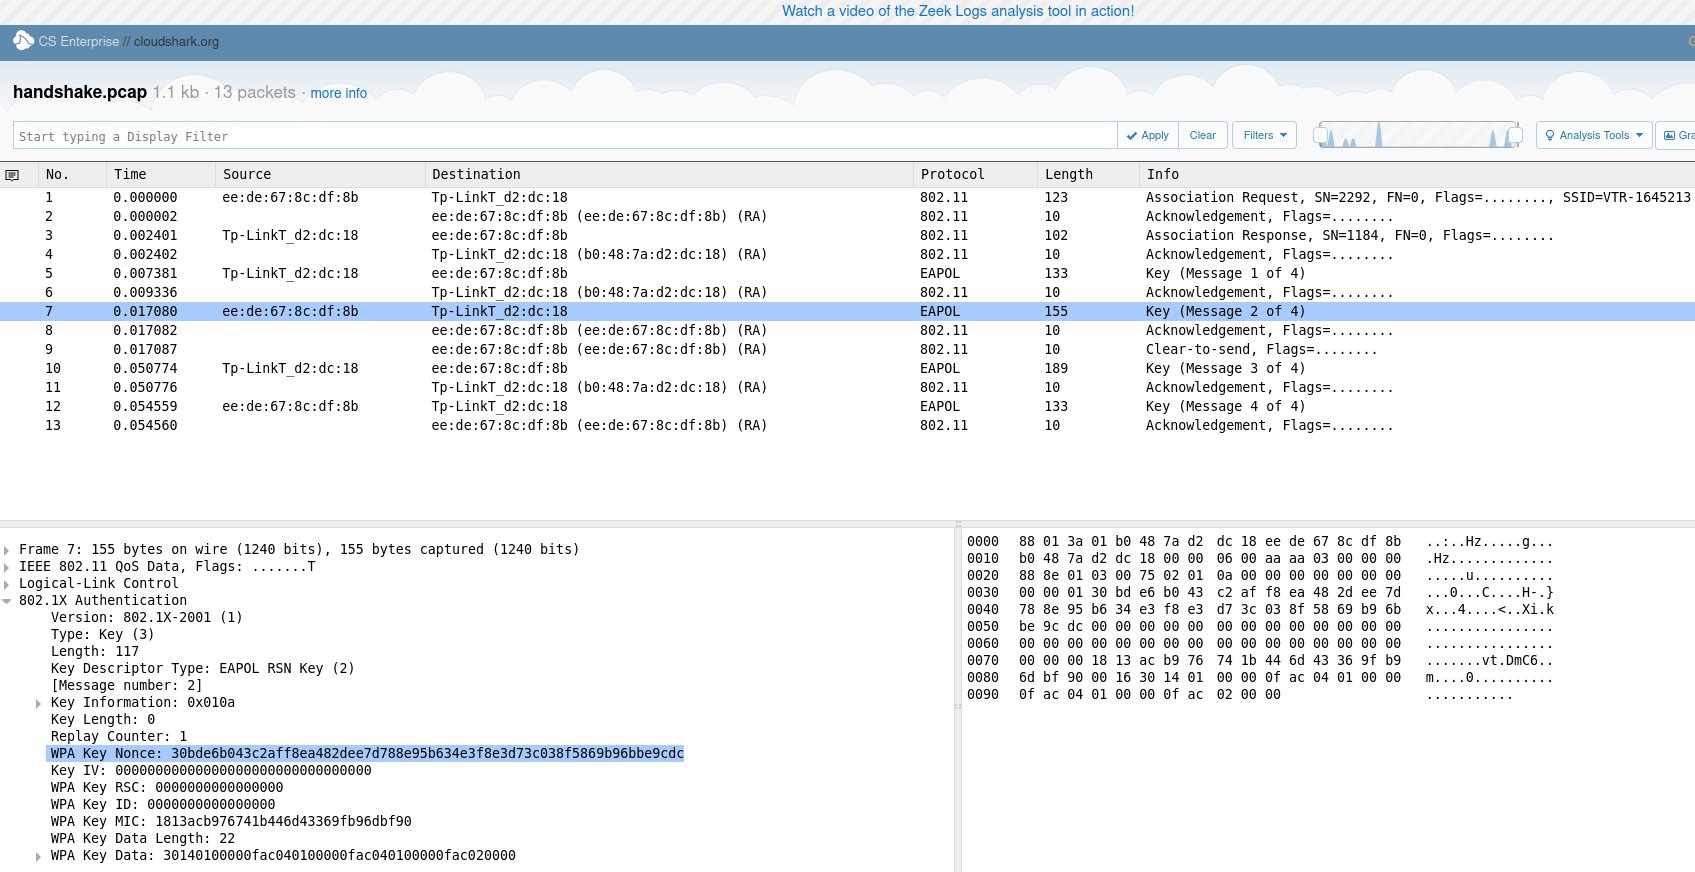 Watch a video of the Zeek Logs analysis tool in action!
CS Enterprise // cloudshark.org
handshake.pcap 1.1 kb · 13 packets · more info
Start typing a Display Filter Apply Clear Filters Analysis Tools Gra
No. Time Source Destination Protocol Length Info
1 0.000000 ee:de:67:8c:df:8b Tp-LinkT_d2:dc:18 802.11 123 Association Request, SN=2292, FN=0, Flags=........, SSID=VTR-1645213
2 0.000002 ee:de:67:8c:df:8b (ee:de:67:8c:df:8b) (RA) 802.11 10 Acknowledgement, Flags=........
3 0.002401 Tp-LinkT_d2:dc:18 ee:de:67:8c:df:8b 802.11 102 Association Response, SN=1184, FN=0, Flags=........
4 0.002402 Tp-LinkT_d2:dc:18 (b0:48:7a:d2:dc:18) (RA) 802.11 10 Acknowledgement, Flags=........
5 0.007381 Tp-LinkT_d2:dc:18 ee:de:67:8c:df:8b EAPOL 133 Key (Message 1 of 4)
6 0.009336 Tp-LinkT_d2:dc:18 (b0:48:7a:d2:dc:18) (RA) 802.11 10 Acknowledgement, Flags=........
7 0.017080 ee:de:67:8c:df:8b Tp-LinkT_d2:dc:18 EAPOL 155 Key (Message 2 of 4)
8 0.017082 ee:de:67:8c:df:8b (ee:de:67:8c:df:8b) (RA) 802.11 10 Acknowledgement, Flags=........
9 0.017087 ee:de:67:8c:df:8b (ee:de:67:8c:df:8b) (RA) 802.11 10 Clear-to-send, Flags=........
10 0.050774 Tp-LinkT_d2:dc:18 ee:de:67:8c:df:8b EAPOL 189 Key (Message 3 of 4)
11 0.050776 Tp-LinkT_d2:dc:18 (b0:48:7a:d2:dc:18) (RA) 802.11 10 Acknowledgement, Flags=........
12 0.054559 ee:de:67:8c:df:8b Tp-LinkT_d2:dc:18 EAPOL 133 Key (Message 4 of 4)
13 0.054560 ee:de:67:8c:df:8b (ee:de:67:8c:df:8b) (RA) 802.11 10 Acknowledgement, Flags=........
Frame 7: 155 bytes on wire (1240 bits), 155 bytes captured (1240 bits)
IEEE 802.11 QoS Data, Flags: .......T
Logical-Link Control
802.1X Authentication
Version: 802.1X-2001 (1)
Type: Key (3)
Length: 117
Key Descriptor Type: EAPOL RSN Key (2)
[Message number: 2]
Key Information: 0x010a
Key Length: 0
Replay Counter: 1
WPA Key Nonce: 30bde6b043c2aff8ea482dee7d788e95b634e3f8e3d73c038f5869b96bbe9cdc
Key IV: 00000000000000000000000000000000
WPA Key RSC: 0000000000000000
WPA Key ID: 0000000000000000
WPA Key MIC: 1813acb976741b446d43369fb96dbf90
WPA Key Data Length: 22
WPA Key Data: 30140100000fac040100000fac040100000fac020000
0000 88 01 3a 01 b0 48 7a d2 dc 18 ee de 67 8c df 8b ..:..Hz.....g...
0010 b0 48 7a d2 dc 18 00 00 06 00 aa aa 03 00 00 00 .Hz.............
0020 88 8e 01 03 00 75 02 01 0a 00 00 00 00 00 00 00 .....u..........
0030 00 00 01 30 bd e6 b0 43 c2 af f8 ea 48 2d ee 7d ...0...C....H-.}
0040 78 8e 95 b6 34 e3 f8 e3 d7 3c 03 8f 58 69 b9 6b x...4....<..Xi.k
0050 be 9c dc 00 00 00 00 00 00 00 00 00 00 00 00 00 ................
0060 00 00 00 00 00 00 00 00 00 00 00 00 00 00 00 00 ................
0070 00 00 00 18 13 ac b9 76 74 1b 44 6d 43 36 9f b9 .......vt.DmC6..
0080 6d bf 90 00 16 30 14 01 00 00 0f ac 04 01 00 00 m....0..........
0090 0f ac 04 01 00 00 0f ac 02 00 00 ...........